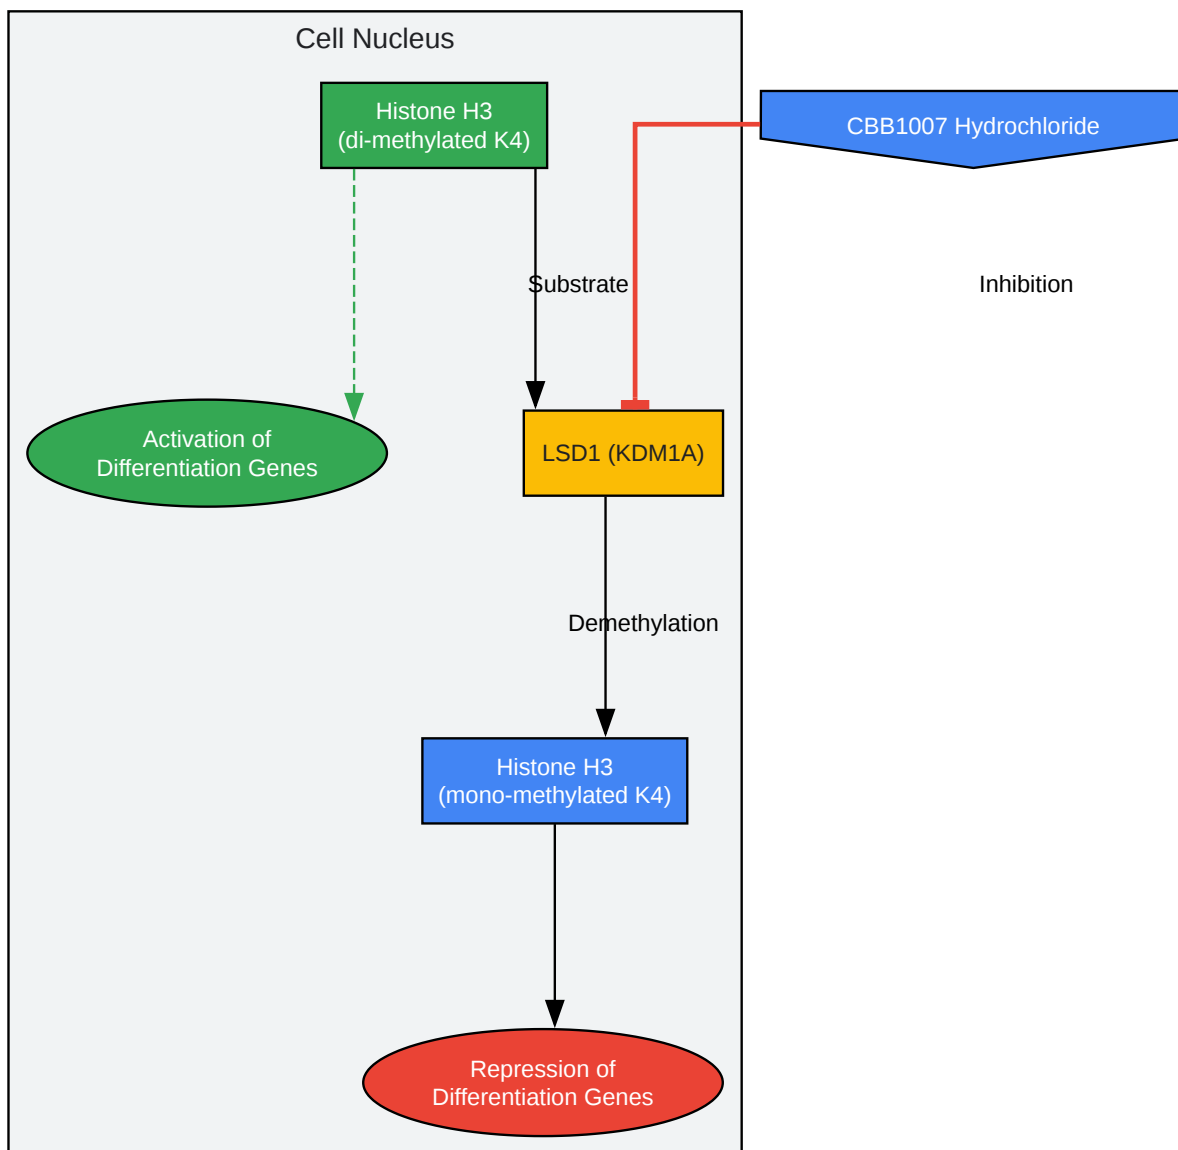 Cell Nucleus
Histone H3
(di-methylated K4)
CBB1007 Hydrochloride
Substrate
Inhibition
Activation of
Differentiation Genes
LSD1 (KDM1A)
Demethylation
Histone H3
(mono-methylated K4)
Repression of
Differentiation Genes